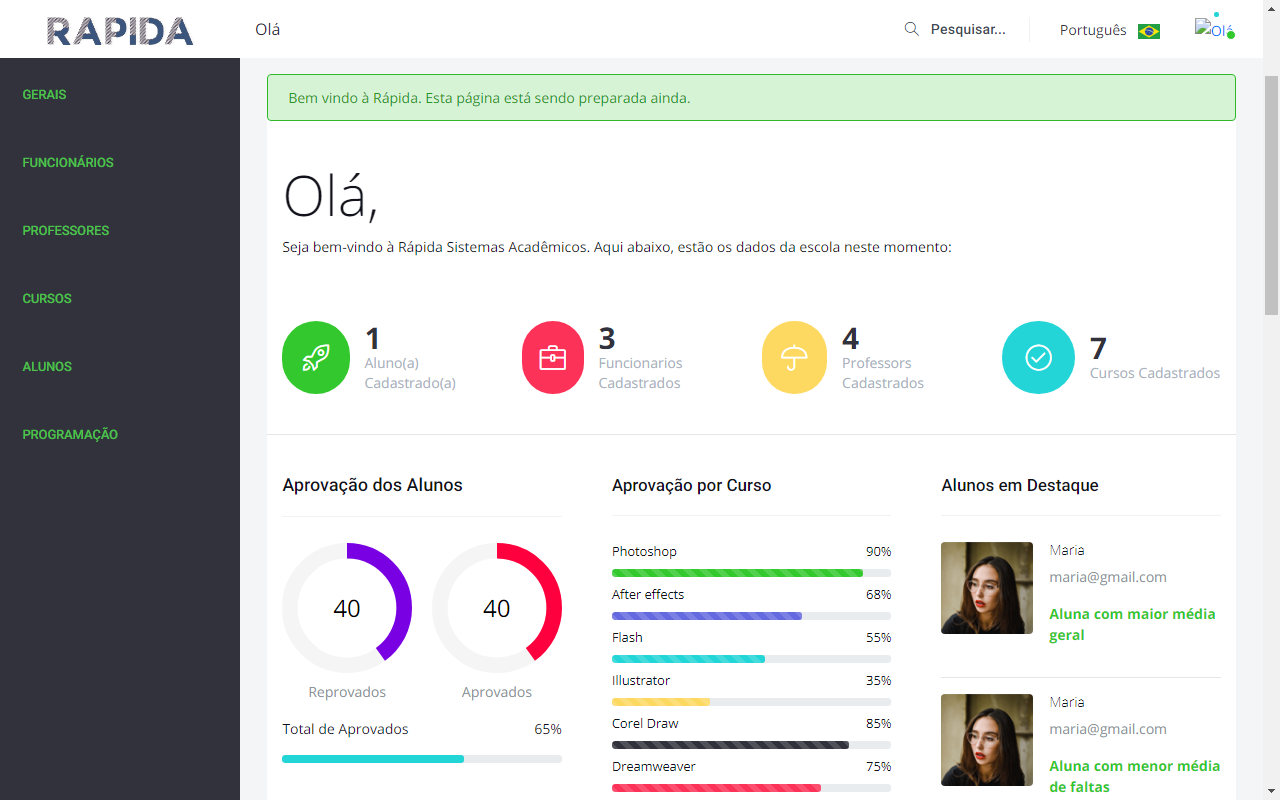 RAPIDA
Olá
Pesquisar...
Português
Olá
GERAIS
FUNCIONÁRIOS
PROFESSORES
CURSOS
ALUNOS
PROGRAMAÇÃO
Bem vindo à Rápida. Esta página está sendo preparada ainda.
Olá,
Seja bem-vindo à Rápida Sistemas Acadêmicos. Aqui abaixo, estão os dados da escola neste momento:
1
Aluno(a)
Cadastrado(a)
3
Funcionarios
Cadastrados
4
Professors
Cadastrados
7
Cursos Cadastrados
Aprovação dos Alunos
40
Reprovados
40
Aprovados
Total de Aprovados 65%
Aprovação por Curso
Photoshop 90%
After effects 68%
Flash 55%
Illustrator 35%
Corel Draw 85%
Dreamweaver 75%
Alunos em Destaque
Maria
maria@gmail.com
Aluna com maior média
geral
Maria
maria@gmail.com
Aluna com menor média
de faltas